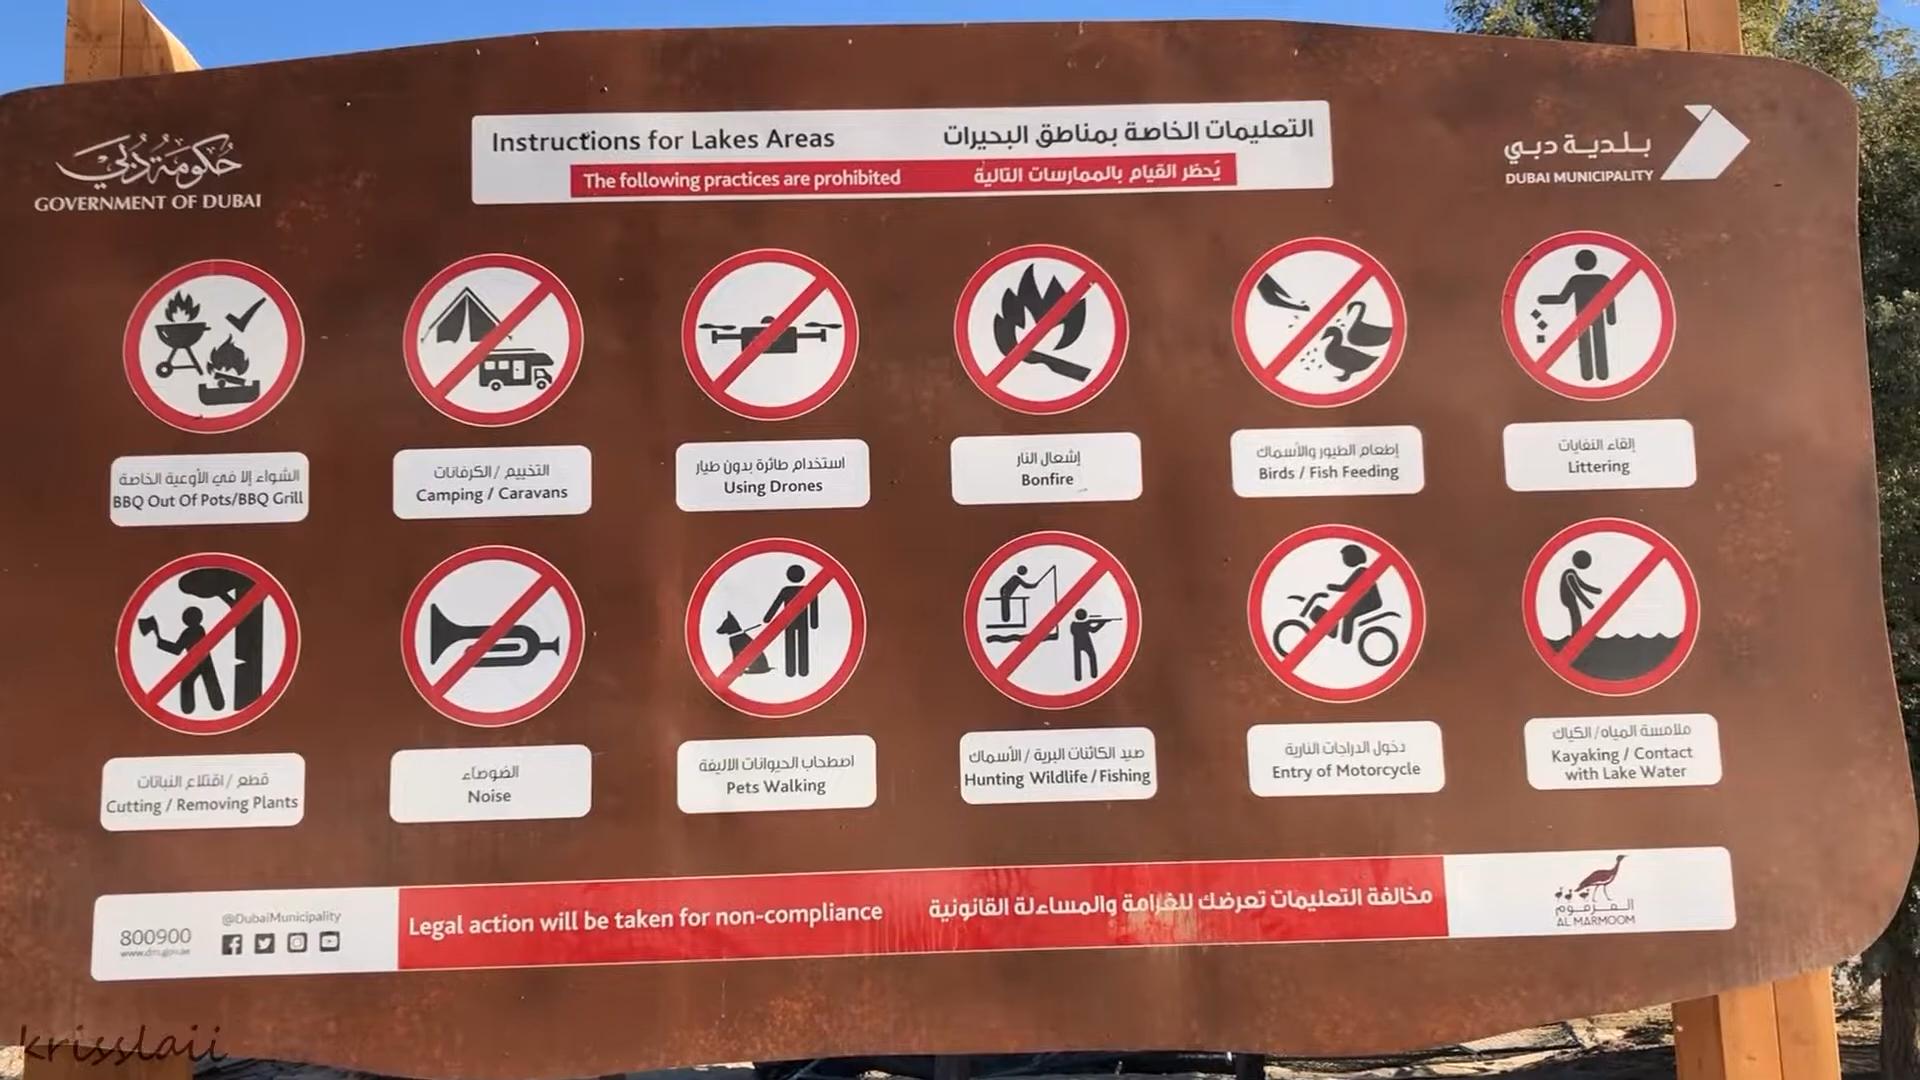 حكومة دبي
GOVERNMENT OF DUBAI
Instructions for Lakes Areas
التعليمات الخاصة بمناطق البحيرات
The following practices are prohibited
يُحظر القيام بالممارسات التالية
بلدية دبي
DUBAI MUNICIPALITY
الشواء إلا في الأوعية الخاصة
BBQ Out Of Pots/BBQ Grill
التخييم / الكرفانات
Camping / Caravans
استخدام طائرة بدون طيار
Using Drones
إشعال النار
Bonfire
إطعام الطيور والأسماك
Birds / Fish Feeding
إلقاء النفايات
Littering
قطع / اقتلاع النباتات
Cutting / Removing Plants
الضوضاء
Noise
اصطحاب الحيوانات الاليفة
Pets Walking
صيد الكائنات البرية / الأسماك
Hunting Wildlife / Fishing
دخول الدراجات النارية
Entry of Motorcycle
ملامسة المياه/ الكياك
Kayaking / Contact
with Lake Water
800900
www.dm.gov.ae
@DubaiMunicipality
Legal action will be taken for non-compliance
مخالفة التعليمات تعرضك للغرامة والمساءلة القانونية
المرموم
AL MARMOOM
krisslaii